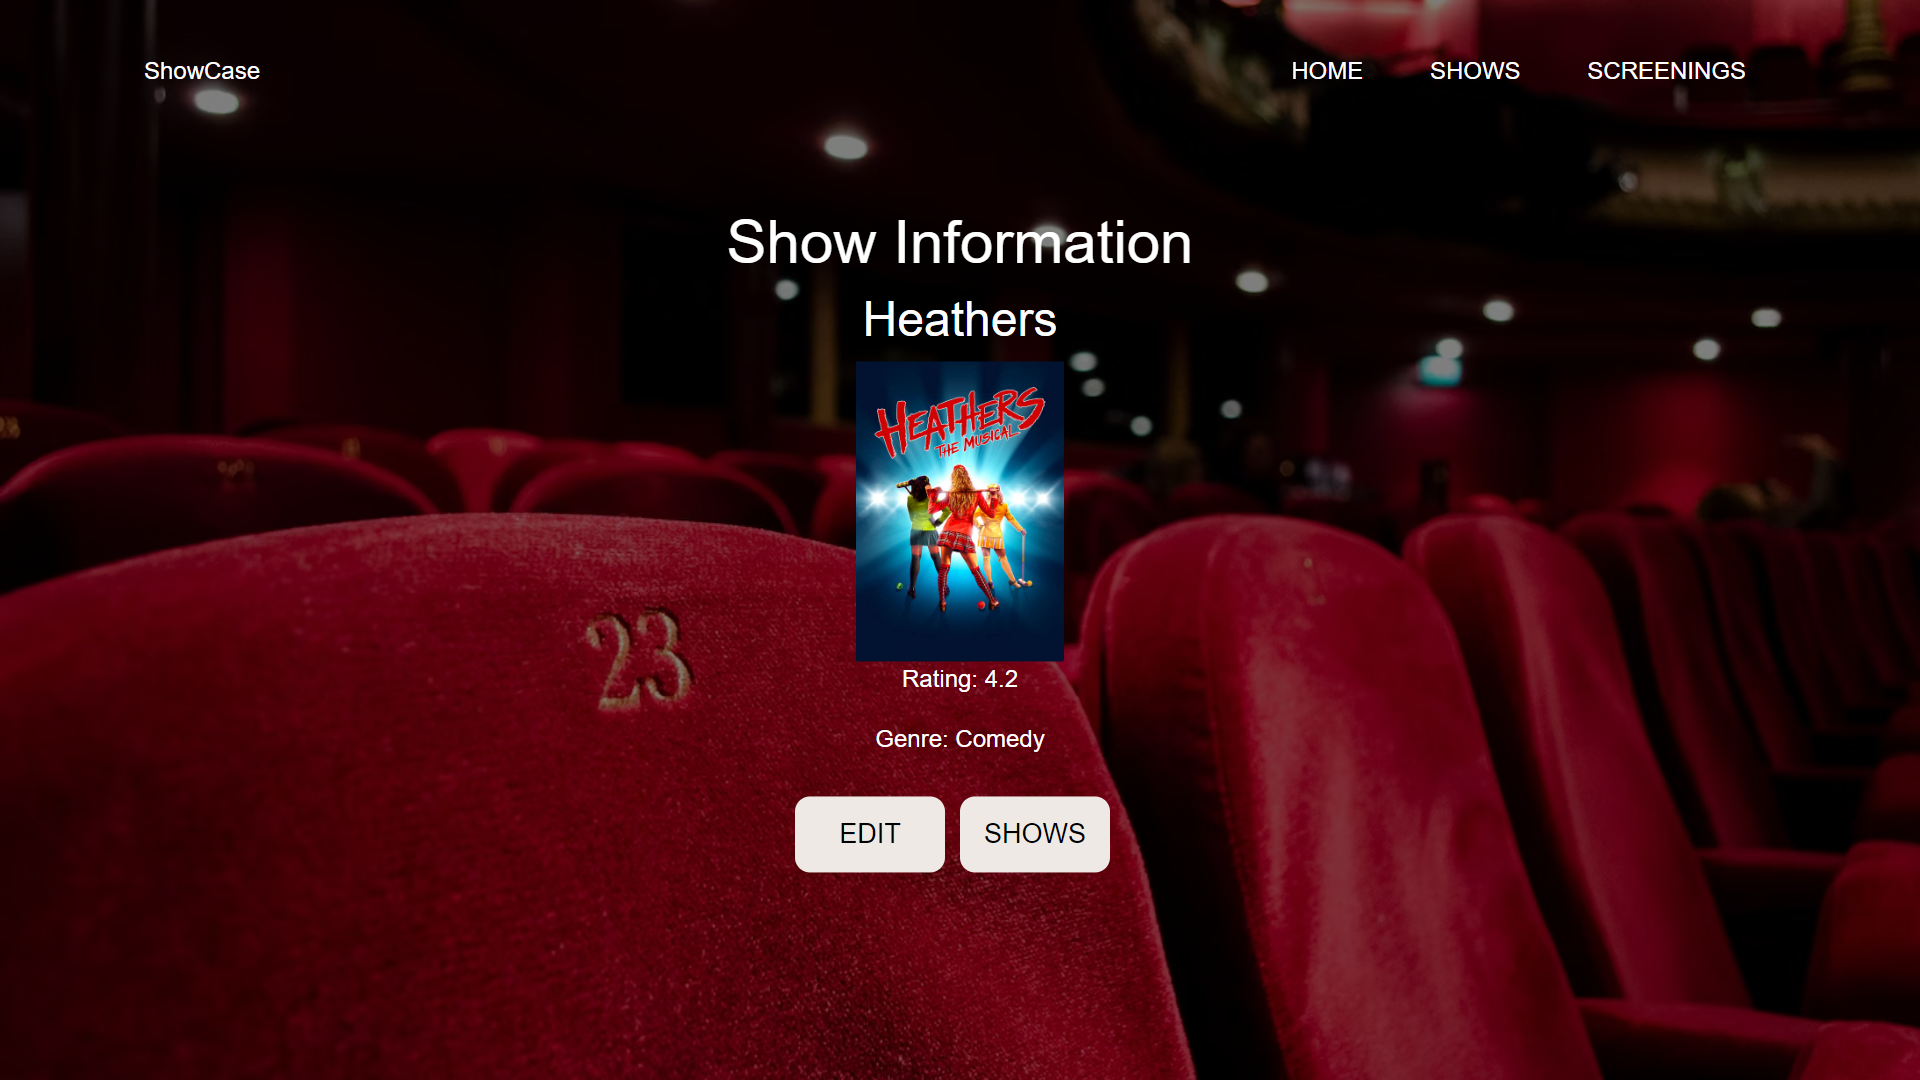 ShowCase
HOME SHOWS SCREENINGS
Show Information
Heathers
HEATHERS
THE MUSICAL
23
Rating: 4.2
Genre: Comedy
EDIT SHOWS